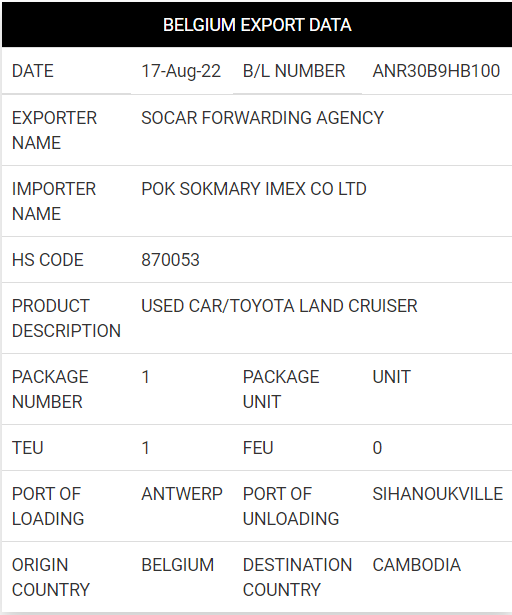 BELGIUM EXPORT DATA
DATE 17-Aug-22 B/L NUMBER ANR30B9HB100
EXPORTER NAME SOCAR FORWARDING AGENCY
IMPORTER NAME POK SOKMARY IMEX CO LTD
HS CODE 870053
PRODUCT DESCRIPTION USED CAR/TOYOTA LAND CRUISER
PACKAGE NUMBER 1 PACKAGE UNIT UNIT
TEU 1 FEU 0
PORT OF LOADING ANTWERP PORT OF UNLOADING SIHANOUKVILLE
ORIGIN COUNTRY BELGIUM DESTINATION COUNTRY CAMBODIA